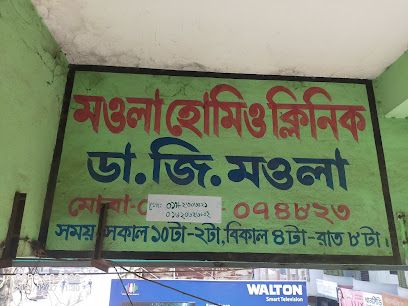 মওলা হোমিও ক্লিনিক
ডা. জি. মওলা
মোবা-
০৭৪৮২৩
সময় সকাল ১০টা-২টা, বিকাল ৪টা-রাত ৮টা।
WALTON
Smart Television